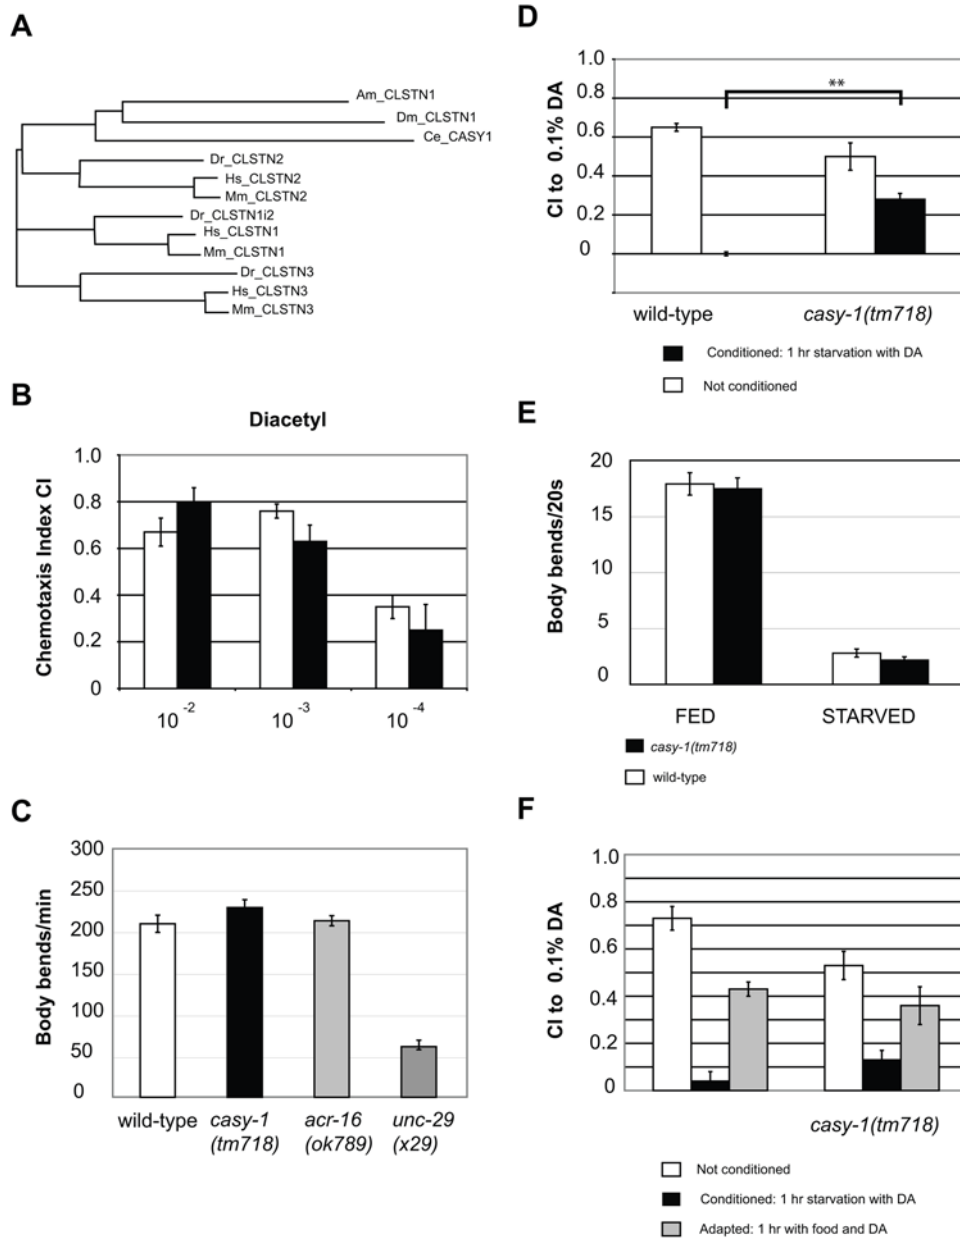 A
Am_CLSTN1
Dm_CLSTN1
Ce_CASY1
Dr_CLSTN2
Hs_CLSTN2
Mm_CLSTN2
Dr_CLSTN1i2
Hs_CLSTN1
Mm_CLSTN1
Dr_CLSTN3
Hs_CLSTN3
Mm_CLSTN3
B
Diacetyl
Chemotaxis Index CI
1.0
0.8
0.6
0.4
0.2
0
10 -2
10 -3
10 -4
C
Body bends/min
300
250
200
150
100
50
0
wild-type
casy-1
(tm718)
acr-16
(ok789)
unc-29
(x29)
D
CI to 0.1% DA
1.0
0.8
0.6
0.4
0.2
0
**
wild-type
casy-1(tm718)
Conditioned: 1 hr starvation with DA
Not conditioned
E
Body bends/20s
20
15
10
5
0
FED
STARVED
casy-1(tm718)
wild-type
F
CI to 0.1% DA
1.0
0.8
0.6
0.4
0.2
0
casy-1(tm718)
Not conditioned
Conditioned: 1 hr starvation with DA
Adapted: 1 hr with food and DA